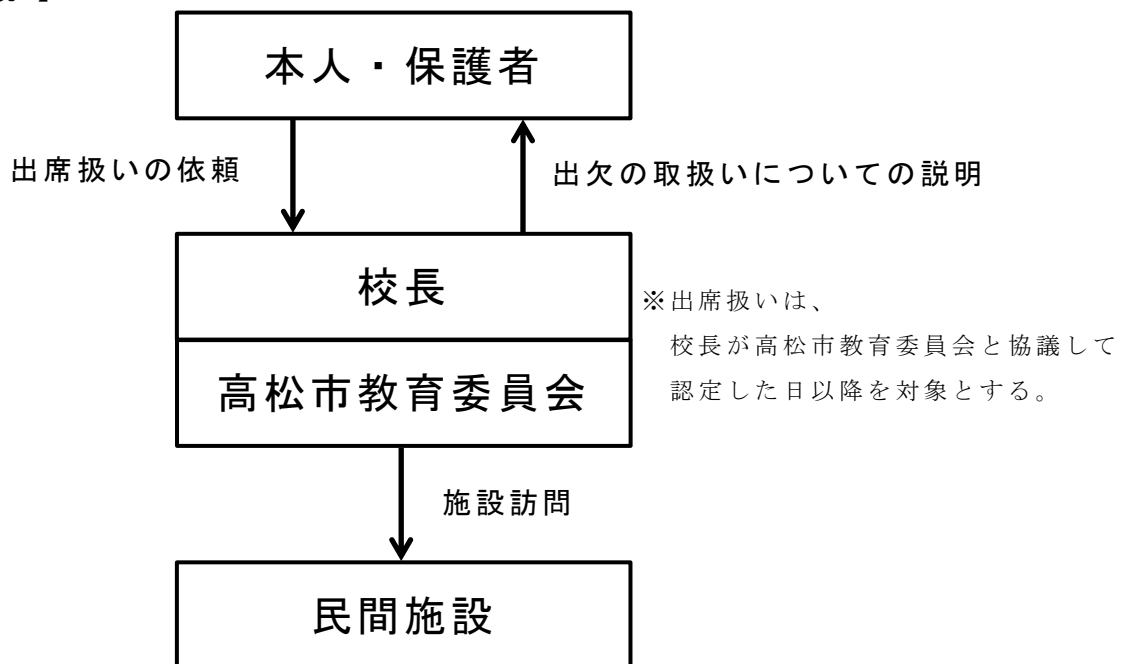 本人・保護者
出席扱いの依頼
出欠の取扱いについての説明
校長
※出席扱いは、
校長が高松市教育委員会と協議して
認定した日以降を対象とする。
高松市教育委員会
施設訪問
民間施設